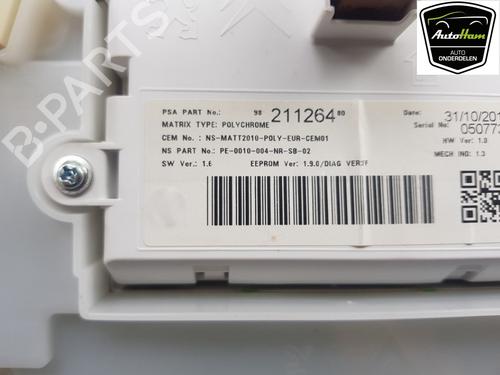 AutoHam
AUTO
ONDERDELEN
B-PARTS
PSA PART No.: 98 211264 80
MATRIX TYPE: POLYCHROME
CEM No.: NS-MATT2010-POLY-EUR-CEM01
NS PART No.: PE-0010-004-NR-SB-02
SW Ver.: 1.6 EEPROM Ver: 1.9.0/DIAG VER:F
Date: 31/10/201
Serial No: 050773
HW Ver: 1.0
MECH IND: 1.3